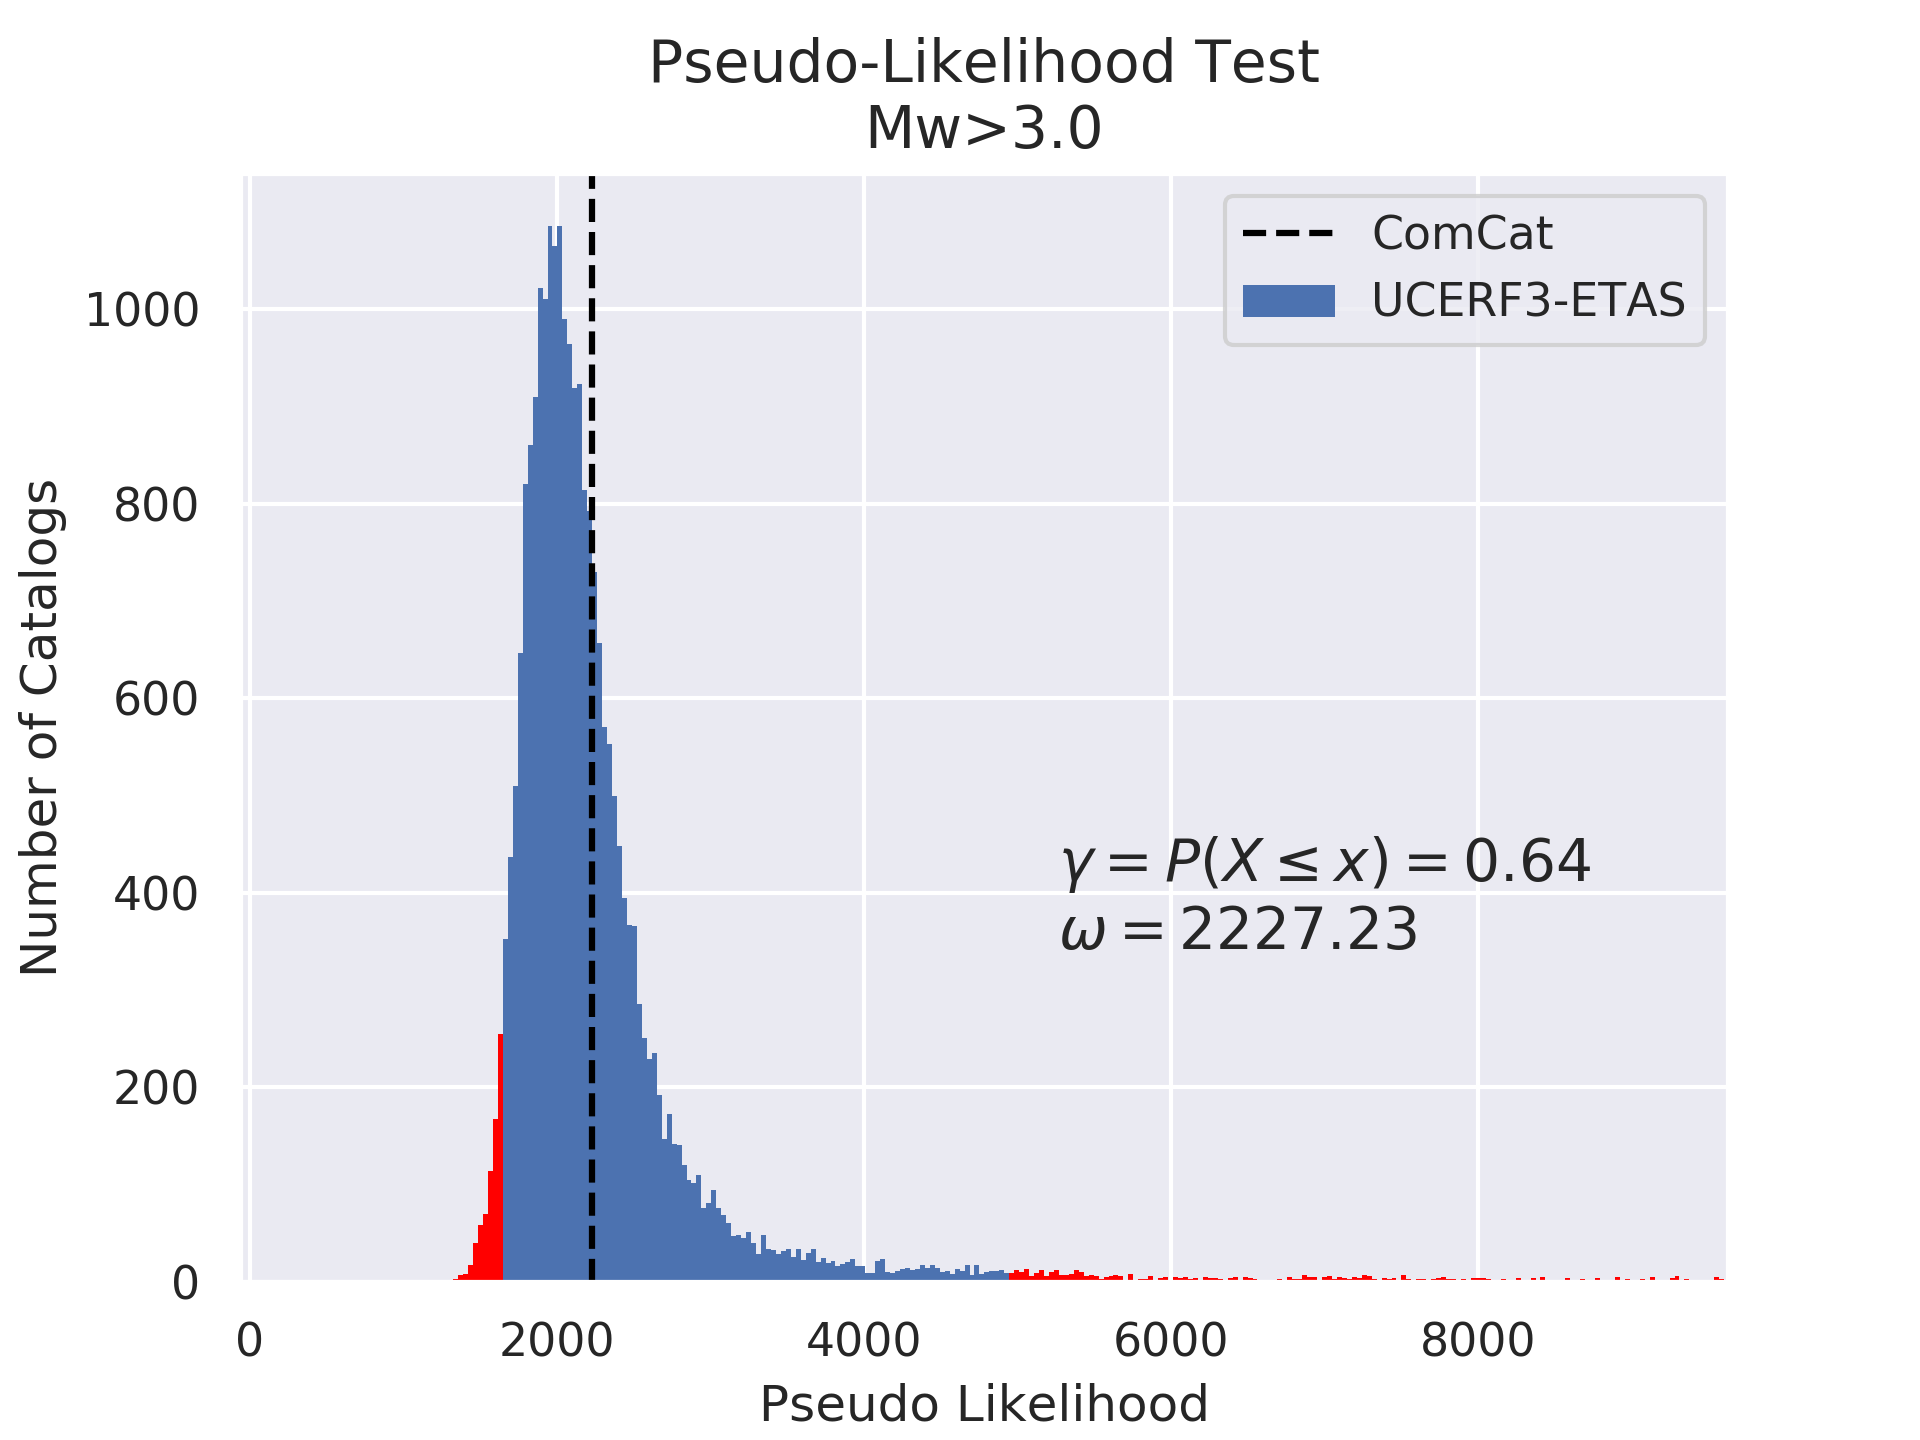 Pseudo-Likelihood Test
Mw>3.0
ComCat
UCERF3-ETAS
1000
800
600
400
200
0
Number of Catalogs
γ = P(X ≤ x) = 0.64
ω = 2227.23
0 2000 4000 6000 8000
Pseudo Likelihood